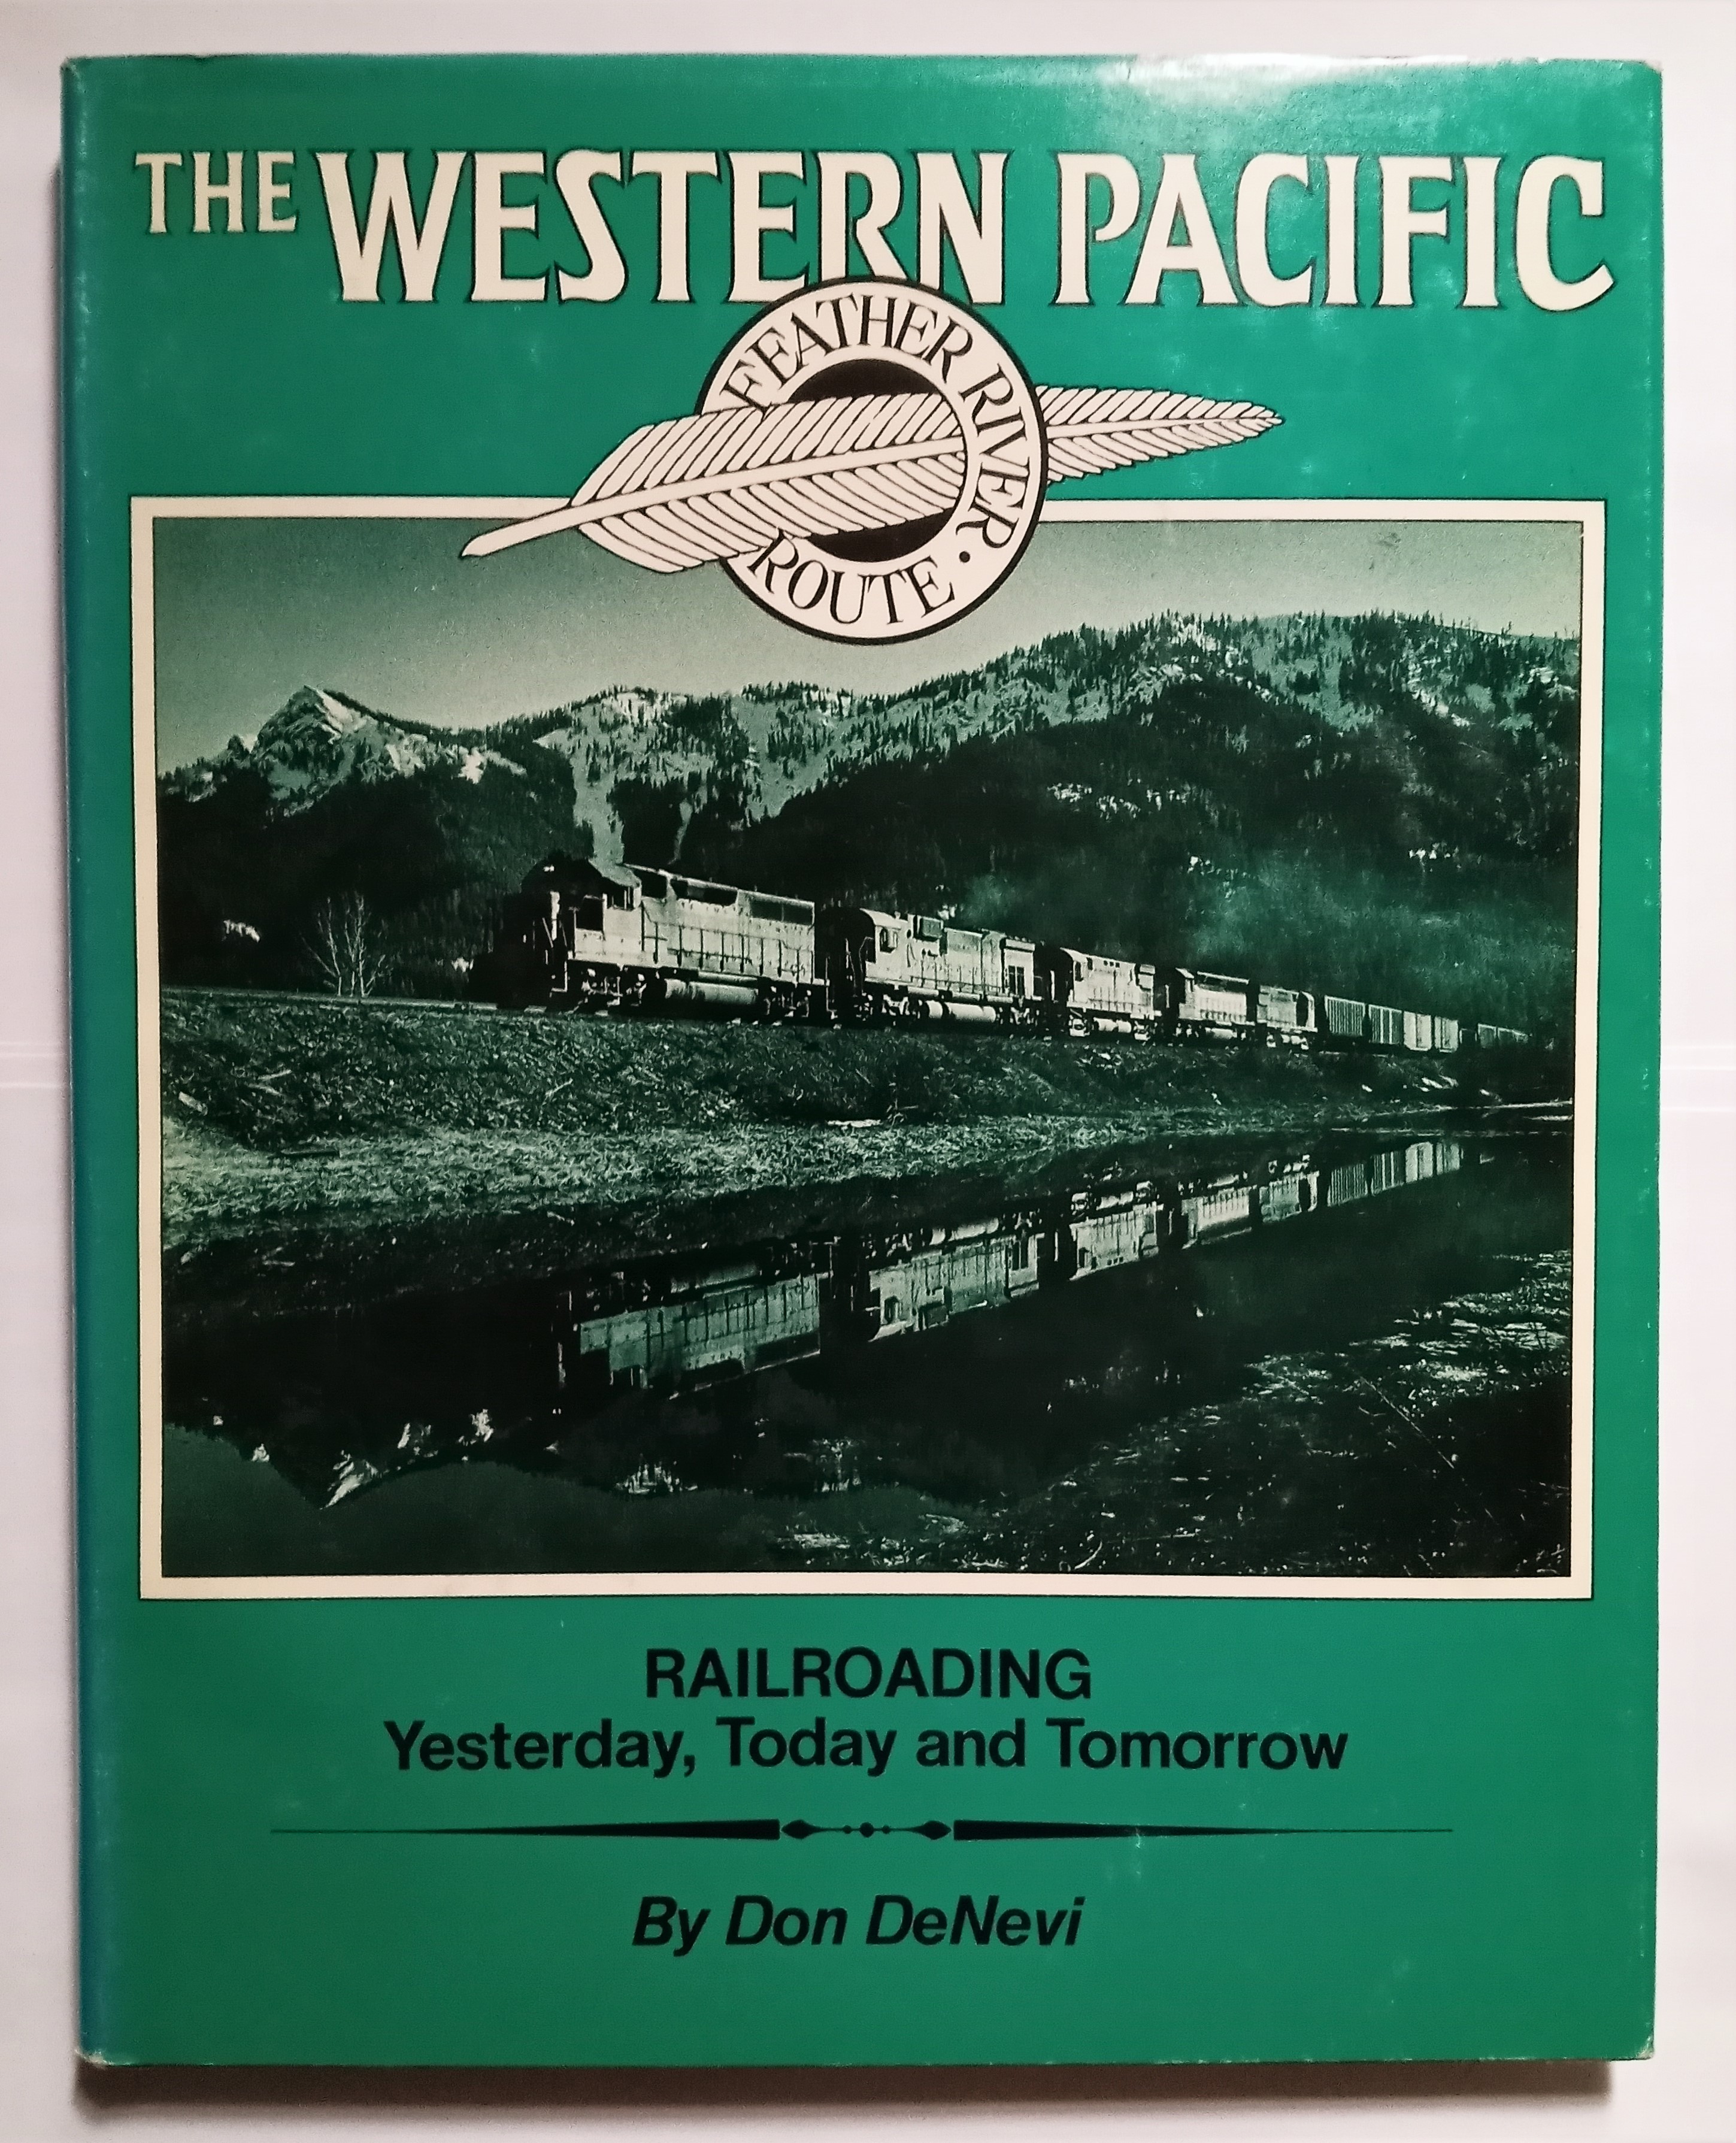 THE WESTERN PACIFIC
FEATHER RIVER
ROUTE •
RAILROADING
Yesterday, Today and Tomorrow
By Don DeNevi